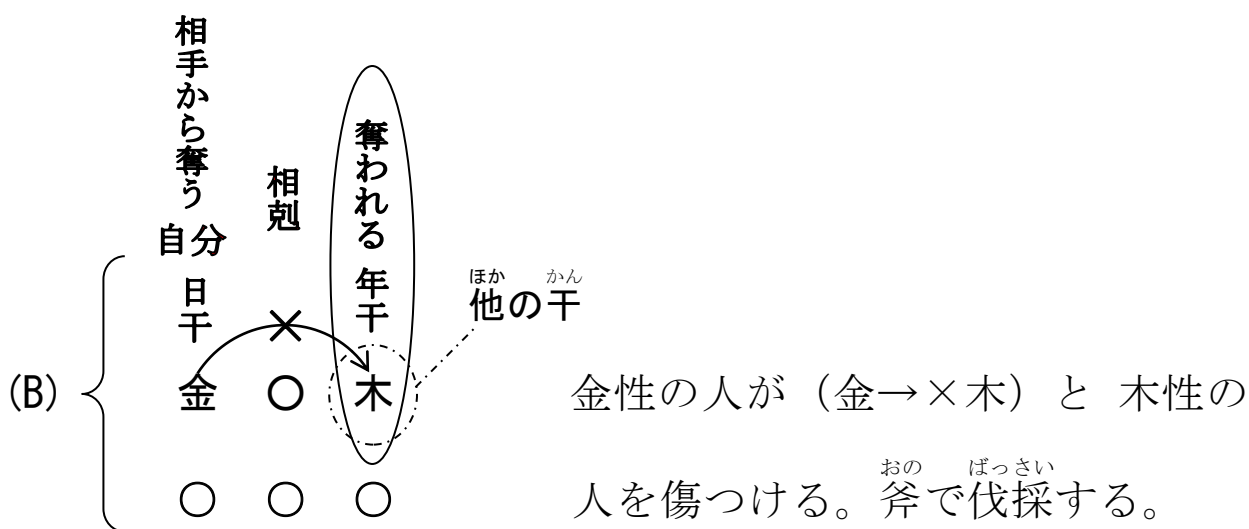 相手から奪う
自分
日干
相剋
×
奪われる
年干
他の干
ほか
かん
(B)
金 〇 木
〇 〇 〇
金性の人が（金→×木）と 木性の
人を傷つける。斧で伐採する。
おの
ばっさい